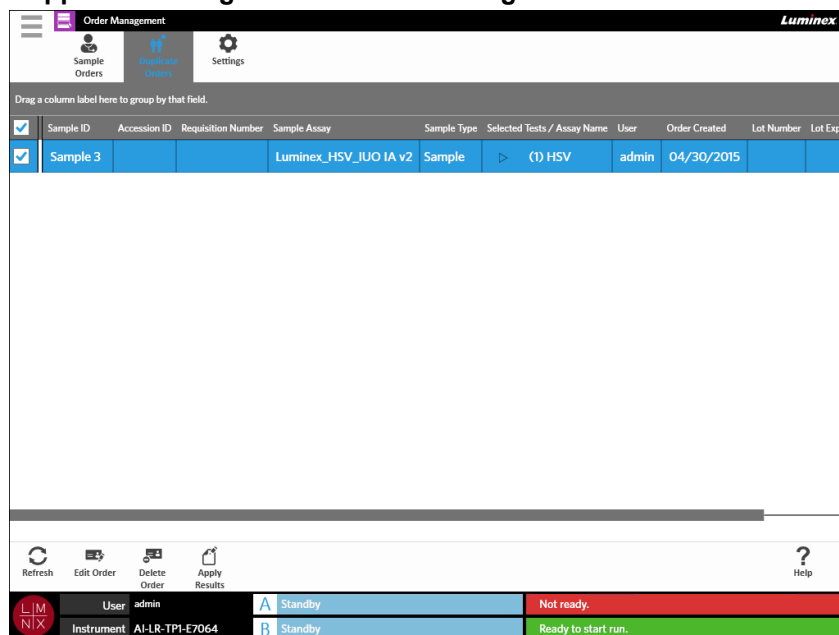 Order Management
Luminex
Sample
Orders
Duplicate
Orders
Settings
Drag a column label here to group by that field.
Sample ID Accession ID Requisition Number Sample Assay Sample Type Selected Tests / Assay Name User Order Created Lot Number Lot Exp
Sample 3 Luminex_HSV_IUO IA v2 Sample (1) HSV admin 04/30/2015
Refresh
Edit Order
Delete
Order
Apply
Results
Help
LM
NX
User admin A Standby Not ready.
Instrument AI-LR-TP1-E7064 B Standby Ready to start run.